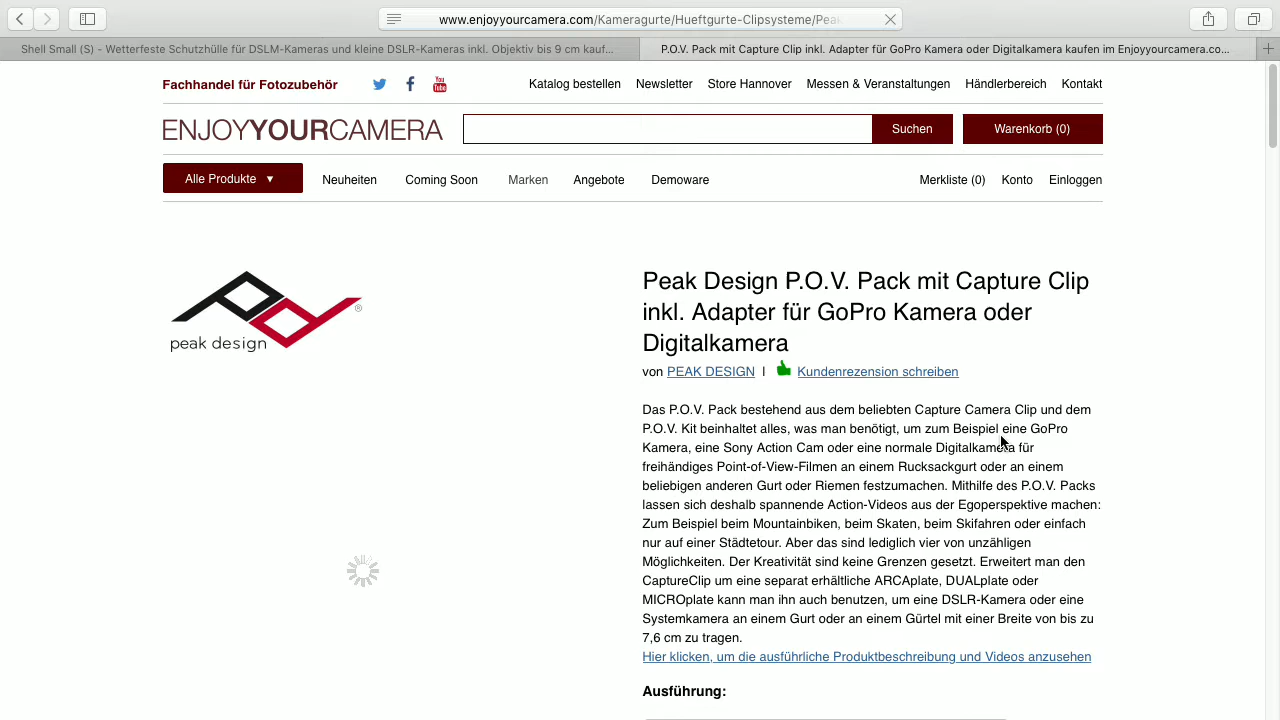 www.enjoyyourcamera.com/Kameragurte/Hueftgurte-Clipsysteme/Pea
Shell Small (S) - Wetterfeste Schutzhülle für DSLM-Kameras und kleine DSLR-Kameras inkl. Objektiv bis 9 cm kauf...
P.O.V. Pack mit Capture Clip inkl. Adapter für GoPro Kamera oder Digitalkamera kaufen im Enjoyyourcamera.co...
Fachhandel für Fotozubehör
You Tube
Katalog bestellen Newsletter Store Hannover Messen & Veranstaltungen Händlerbereich Kontakt
ENJOYYOURCAMERA
Suchen
Warenkorb (0)
Alle Produkte ▼
Neuheiten Coming Soon Marken Angebote Demoware
Merkliste (0) Konto Einloggen
peak design ®
Peak Design P.O.V. Pack mit Capture Clip
inkl. Adapter für GoPro Kamera oder
Digitalkamera
von PEAK DESIGN | Kundenrezension schreiben
Das P.O.V. Pack bestehend aus dem beliebten Capture Camera Clip und dem
P.O.V. Kit beinhaltet alles, was man benötigt, um zum Beispiel eine GoPro
Kamera, eine Sony Action Cam oder eine normale Digitalkamera für
freihändiges Point-of-View-Filmen an einem Rucksackgurt oder an einem
beliebigen anderen Gurt oder Riemen festzumachen. Mithilfe des P.O.V. Packs
lassen sich deshalb spannende Action-Videos aus der Egoperspektive machen:
Zum Beispiel beim Mountainbiken, beim Skaten, beim Skifahren oder einfach
nur auf einer Städtetour. Aber das sind lediglich vier von unzähligen
Möglichkeiten. Der Kreativität sind keine Grenzen gesetzt. Erweitert man den
CaptureClip um eine separat erhältliche ARCAplate, DUALplate oder
MICROplate kann man ihn auch benutzen, um eine DSLR-Kamera oder eine
Systemkamera an einem Gurt oder an einem Gürtel mit einer Breite von bis zu
7,6 cm zu tragen.
Hier klicken, um die ausführliche Produktbeschreibung und Videos anzusehen
Ausführung: